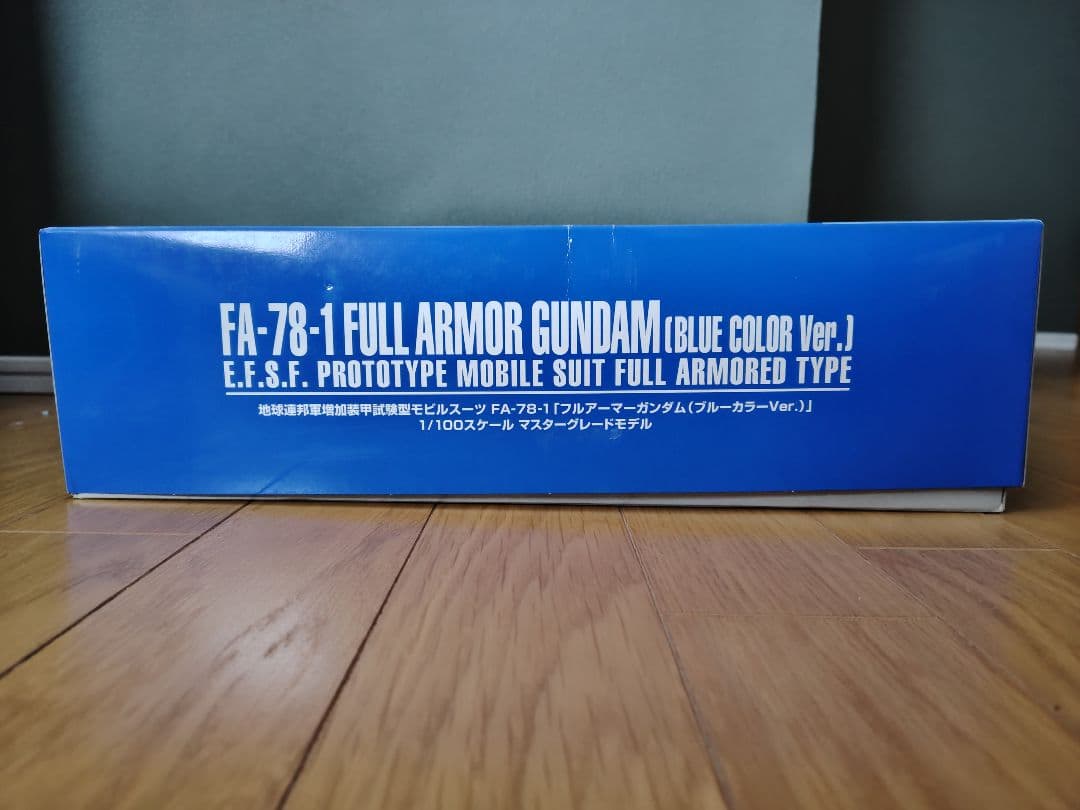 FA-78-1 FULL ARMOR GUNDAM (BLUE COLOR Ver.)
E.F.S.F. PROTOTYPE MOBILE SUIT FULL ARMORED TYPE
地球連邦軍増加装甲試験型モビルスーツ FA-78-1「フルアーマーガンダム（ブルーカラーVer.）」
1/100スケール マスターグレードモデル